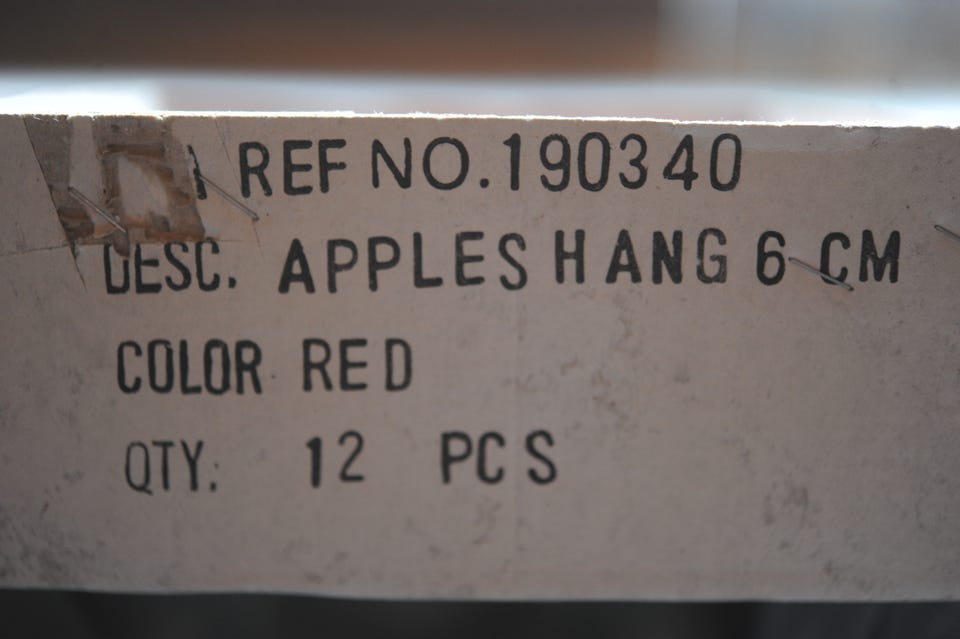 REF NO.190340
DESC. APPLES HANG 6 CM
COLOR RED
QTY: 12 PCS